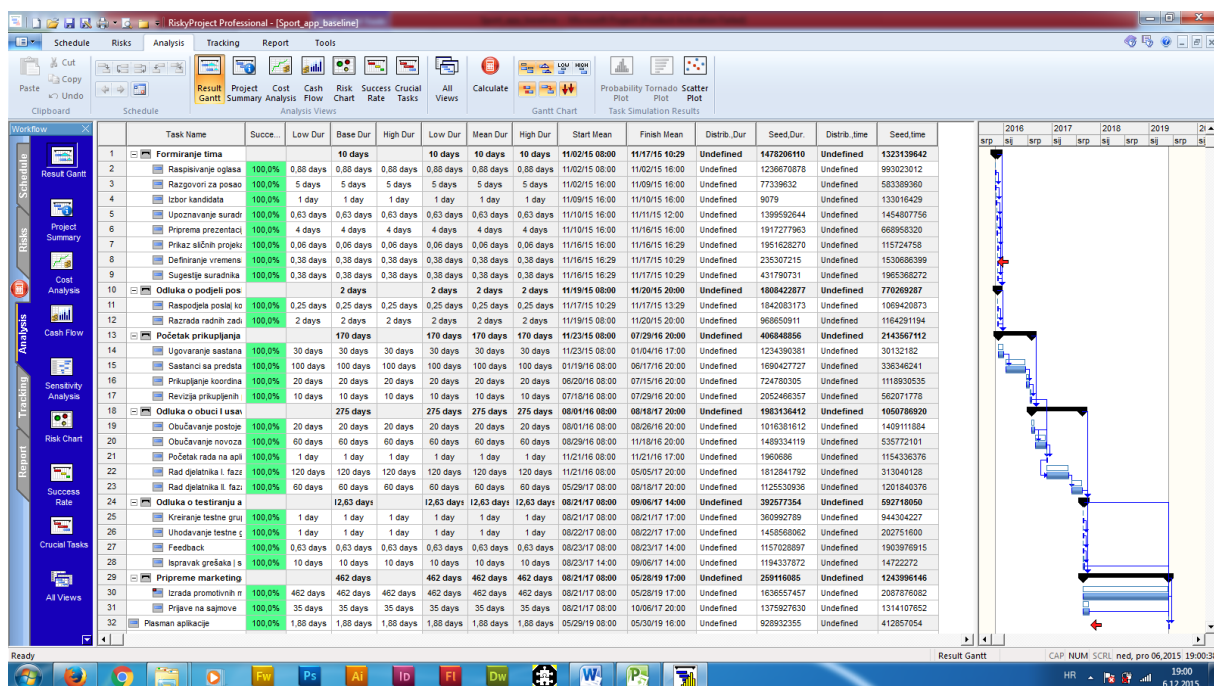 RiskyProject Professional - [Sport_app_baseline]
Schedule Risks Analysis Tracking Report Tools
Cut
Copy
Paste Undo
Result Gantt Project Summary Cost Analysis Cash Flow Risk Chart Success Rate Crucial Tasks All Views Calculate LOW HIGH Probability Plot Tornado Plot Scatter Plot
Clipboard Schedule Analysis Views Gantt Chart Task Simulation Results
Workflow
Schedule
Risks
Analysis
Tracking
Report
Result Gantt
Project Summary
Cost Analysis
Cash Flow
Sensitivity Analysis
Risk Chart
Success Rate
Crucial Tasks
All Views
Task Name Succe... Low Dur Base Dur High Dur Low Dur Mean Dur High Dur Start Mean Finish Mean Distrib.,Dur Seed,Dur. Distrib.,time Seed,time
1 Formiranje tima 10 days 10 days 10 days 10 days 11/02/15 08:00 11/17/15 10:29 Undefined 1478206110 Undefined 1323139642
2 Raspisivanje oglasa 100,0% 0,88 days 0,88 days 0,88 days 0,88 days 0,88 days 0,88 days 11/02/15 08:00 11/02/15 16:00 Undefined 1236670878 Undefined 993023012
3 Razgovori za posao 100,0% 5 days 5 days 5 days 5 days 5 days 5 days 11/02/15 16:00 11/09/15 16:00 Undefined 77339632 Undefined 583389360
4 Izbor kandidata 100,0% 1 day 1 day 1 day 1 day 1 day 1 day 11/09/15 16:00 11/10/15 16:00 Undefined 9079 Undefined 133016429
5 Upoznavanje suradr 100,0% 0,63 days 0,63 days 0,63 days 0,63 days 0,63 days 0,63 days 11/10/15 16:00 11/11/15 12:00 Undefined 1399592644 Undefined 1454807756
6 Priprema prezentacj 100,0% 4 days 4 days 4 days 4 days 4 days 4 days 11/10/15 16:00 11/16/15 16:00 Undefined 1917277963 Undefined 668958320
7 Prikaz sličnih projeka 100,0% 0,06 days 0,06 days 0,06 days 0,06 days 0,06 days 0,06 days 11/16/15 16:00 11/16/15 16:29 Undefined 1951628270 Undefined 115724758
8 Definiranje vremens 100,0% 0,38 days 0,38 days 0,38 days 0,38 days 0,38 days 0,38 days 11/16/15 16:29 11/17/15 10:29 Undefined 235307215 Undefined 1530686399
9 Sugestije suradnika 100,0% 0,38 days 0,38 days 0,38 days 0,38 days 0,38 days 0,38 days 11/16/15 16:29 11/17/15 10:29 Undefined 431790731 Undefined 1965368272
10 Odluka o podjeli pos 2 days 2 days 2 days 2 days 11/19/15 08:00 11/20/15 20:00 Undefined 1808422877 Undefined 770269287
11 Raspodjela posla| ko 100,0% 0,25 days 0,25 days 0,25 days 0,25 days 0,25 days 0,25 days 11/17/15 10:29 11/17/15 13:29 Undefined 1842083173 Undefined 1069420873
12 Razrada radnih zada 100,0% 2 days 2 days 2 days 2 days 2 days 2 days 11/19/15 08:00 11/20/15 20:00 Undefined 968650911 Undefined 1164291194
13 Početak prikupljanja 170 days 170 days 170 days 170 days 11/23/15 08:00 07/29/16 20:00 Undefined 406848856 Undefined 2143567112
14 Ugovaranje sastana 100,0% 30 days 30 days 30 days 30 days 30 days 30 days 11/23/15 08:00 01/04/16 17:00 Undefined 1234390381 Undefined 30132182
15 Sastanci sa predsta 100,0% 100 days 100 days 100 days 100 days 100 days 100 days 01/19/16 08:00 06/17/16 20:00 Undefined 1690427727 Undefined 336346241
16 Prikupljanje koordina 100,0% 20 days 20 days 20 days 20 days 20 days 20 days 06/20/16 08:00 07/15/16 20:00 Undefined 724780305 Undefined 1118930535
17 Revizija prikupljenih 100,0% 10 days 10 days 10 days 10 days 10 days 10 days 07/18/16 08:00 07/29/16 20:00 Undefined 2052466357 Undefined 562071778
18 Odluka o obuci I usav 275 days 275 days 275 days 275 days 08/01/16 08:00 08/18/17 20:00 Undefined 1983136412 Undefined 1050786920
19 Obučavanje postoje 100,0% 20 days 20 days 20 days 20 days 20 days 20 days 08/01/16 08:00 08/26/16 20:00 Undefined 1016381612 Undefined 1409111884
20 Obučavanje novoza 100,0% 60 days 60 days 60 days 60 days 60 days 60 days 08/29/16 08:00 11/18/16 20:00 Undefined 1489334119 Undefined 535772101
21 Početak rada na apli 100,0% 1 day 1 day 1 day 1 day 1 day 1 day 11/21/16 08:00 11/21/16 17:00 Undefined 1960686 Undefined 1154336376
22 Rad djelatnika I. faza 100,0% 120 days 120 days 120 days 120 days 120 days 120 days 11/21/16 08:00 05/05/17 20:00 Undefined 1812841792 Undefined 313040128
23 Rad djelatnika II. faz 100,0% 60 days 60 days 60 days 60 days 60 days 60 days 05/29/17 08:00 08/18/17 20:00 Undefined 1125530936 Undefined 1201840376
24 Odluka o testiranju a 12,63 days 12,63 days 12,63 days 12,63 days 08/21/17 08:00 09/06/17 14:00 Undefined 392577354 Undefined 592718050
25 Kreiranje testne gruj 100,0% 1 day 1 day 1 day 1 day 1 day 1 day 08/21/17 08:00 08/21/17 17:00 Undefined 360992789 Undefined 944304227
26 Uhodavanje testne g 100,0% 1 day 1 day 1 day 1 day 1 day 1 day 08/22/17 08:00 08/22/17 17:00 Undefined 1458568062 Undefined 202751600
27 Feedback 100,0% 0,63 days 0,63 days 0,63 days 0,63 days 0,63 days 0,63 days 08/23/17 08:00 08/23/17 14:00 Undefined 1157028897 Undefined 1903976915
28 Ispravak grešaka | s 100,0% 10 days 10 days 10 days 10 days 10 days 10 days 08/23/17 14:00 09/06/17 14:00 Undefined 1194337872 Undefined 14722272
29 Pripreme marketing 462 days 462 days 462 days 462 days 08/21/17 08:00 05/28/19 17:00 Undefined 259116085 Undefined 1243996146
30 Izrada promotivnih m 100,0% 462 days 462 days 462 days 462 days 462 days 462 days 08/21/17 08:00 05/28/19 17:00 Undefined 1636557457 Undefined 2087876082
31 Prijave na sajmove 100,0% 35 days 35 days 35 days 35 days 35 days 35 days 08/21/17 08:00 10/06/17 20:00 Undefined 1375927630 Undefined 1314107652
32 Plasman aplikacije 100,0% 1,88 days 1,88 days 1,88 days 1,88 days 1,88 days 1,88 days 05/29/19 08:00 05/30/19 16:00 Undefined 928932355 Undefined 412857054
2016 2017 2018 2019
srp sij srp sij srp sij srp sij srp
Ready Result Gantt CAP NUM SCRL ned, pro 06,2015 19:00:38
Fw Ps Ai Id Fl Dw W P HR 19:00
6.12.2015